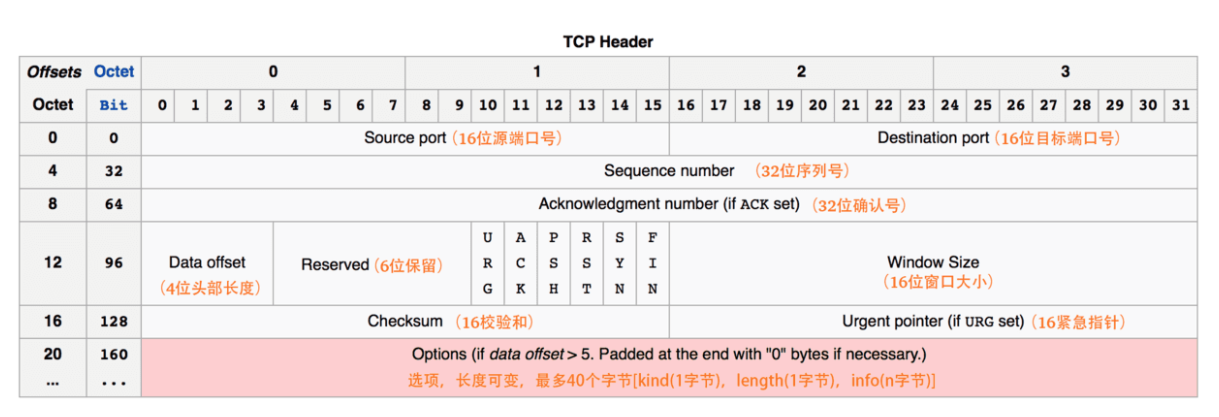 TCP Header
Offsets Octet 0 1 2 3
Octet Bit 0 1 2 3 4 5 6 7 8 9 10 11 12 13 14 15 16 17 18 19 20 21 22 23 24 25 26 27 28 29 30 31
0 0 Source port (16位源端口号) Destination port (16位目标端口号)
4 32 Sequence number (32位序列号)
8 64 Acknowledgment number (if ACK set) (32位确认号)
12 96 Data offset (4位头部长度) Reserved (6位保留) URG ACK PSH RST SYN FIN Window Size (16位窗口大小)
16 128 Checksum (16校验和) Urgent pointer (if URG set) (16紧急指针)
20 160 Options (if data offset > 5. Padded at the end with "0" bytes if necessary.)
... ... 选项，长度可变，最多40个字节[kind(1字节)，length(1字节)，info(n字节)]